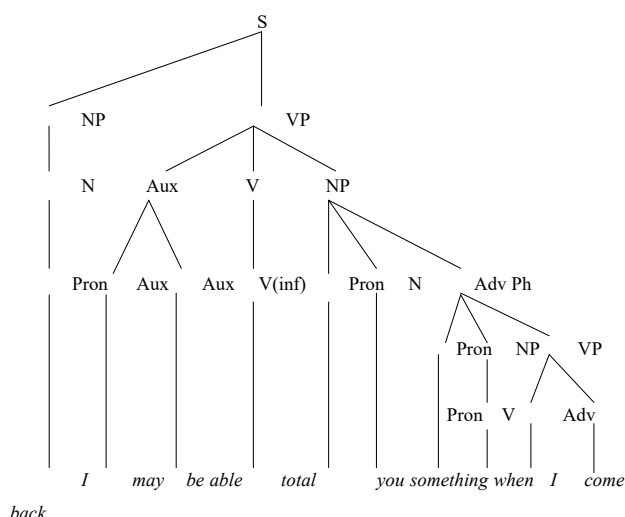 S
NP VP
N Aux V NP
Pron Aux Aux V(inf) Pron N Adv Ph
Pron NP VP
Pron V Adv
I may be able total you something when I come
back